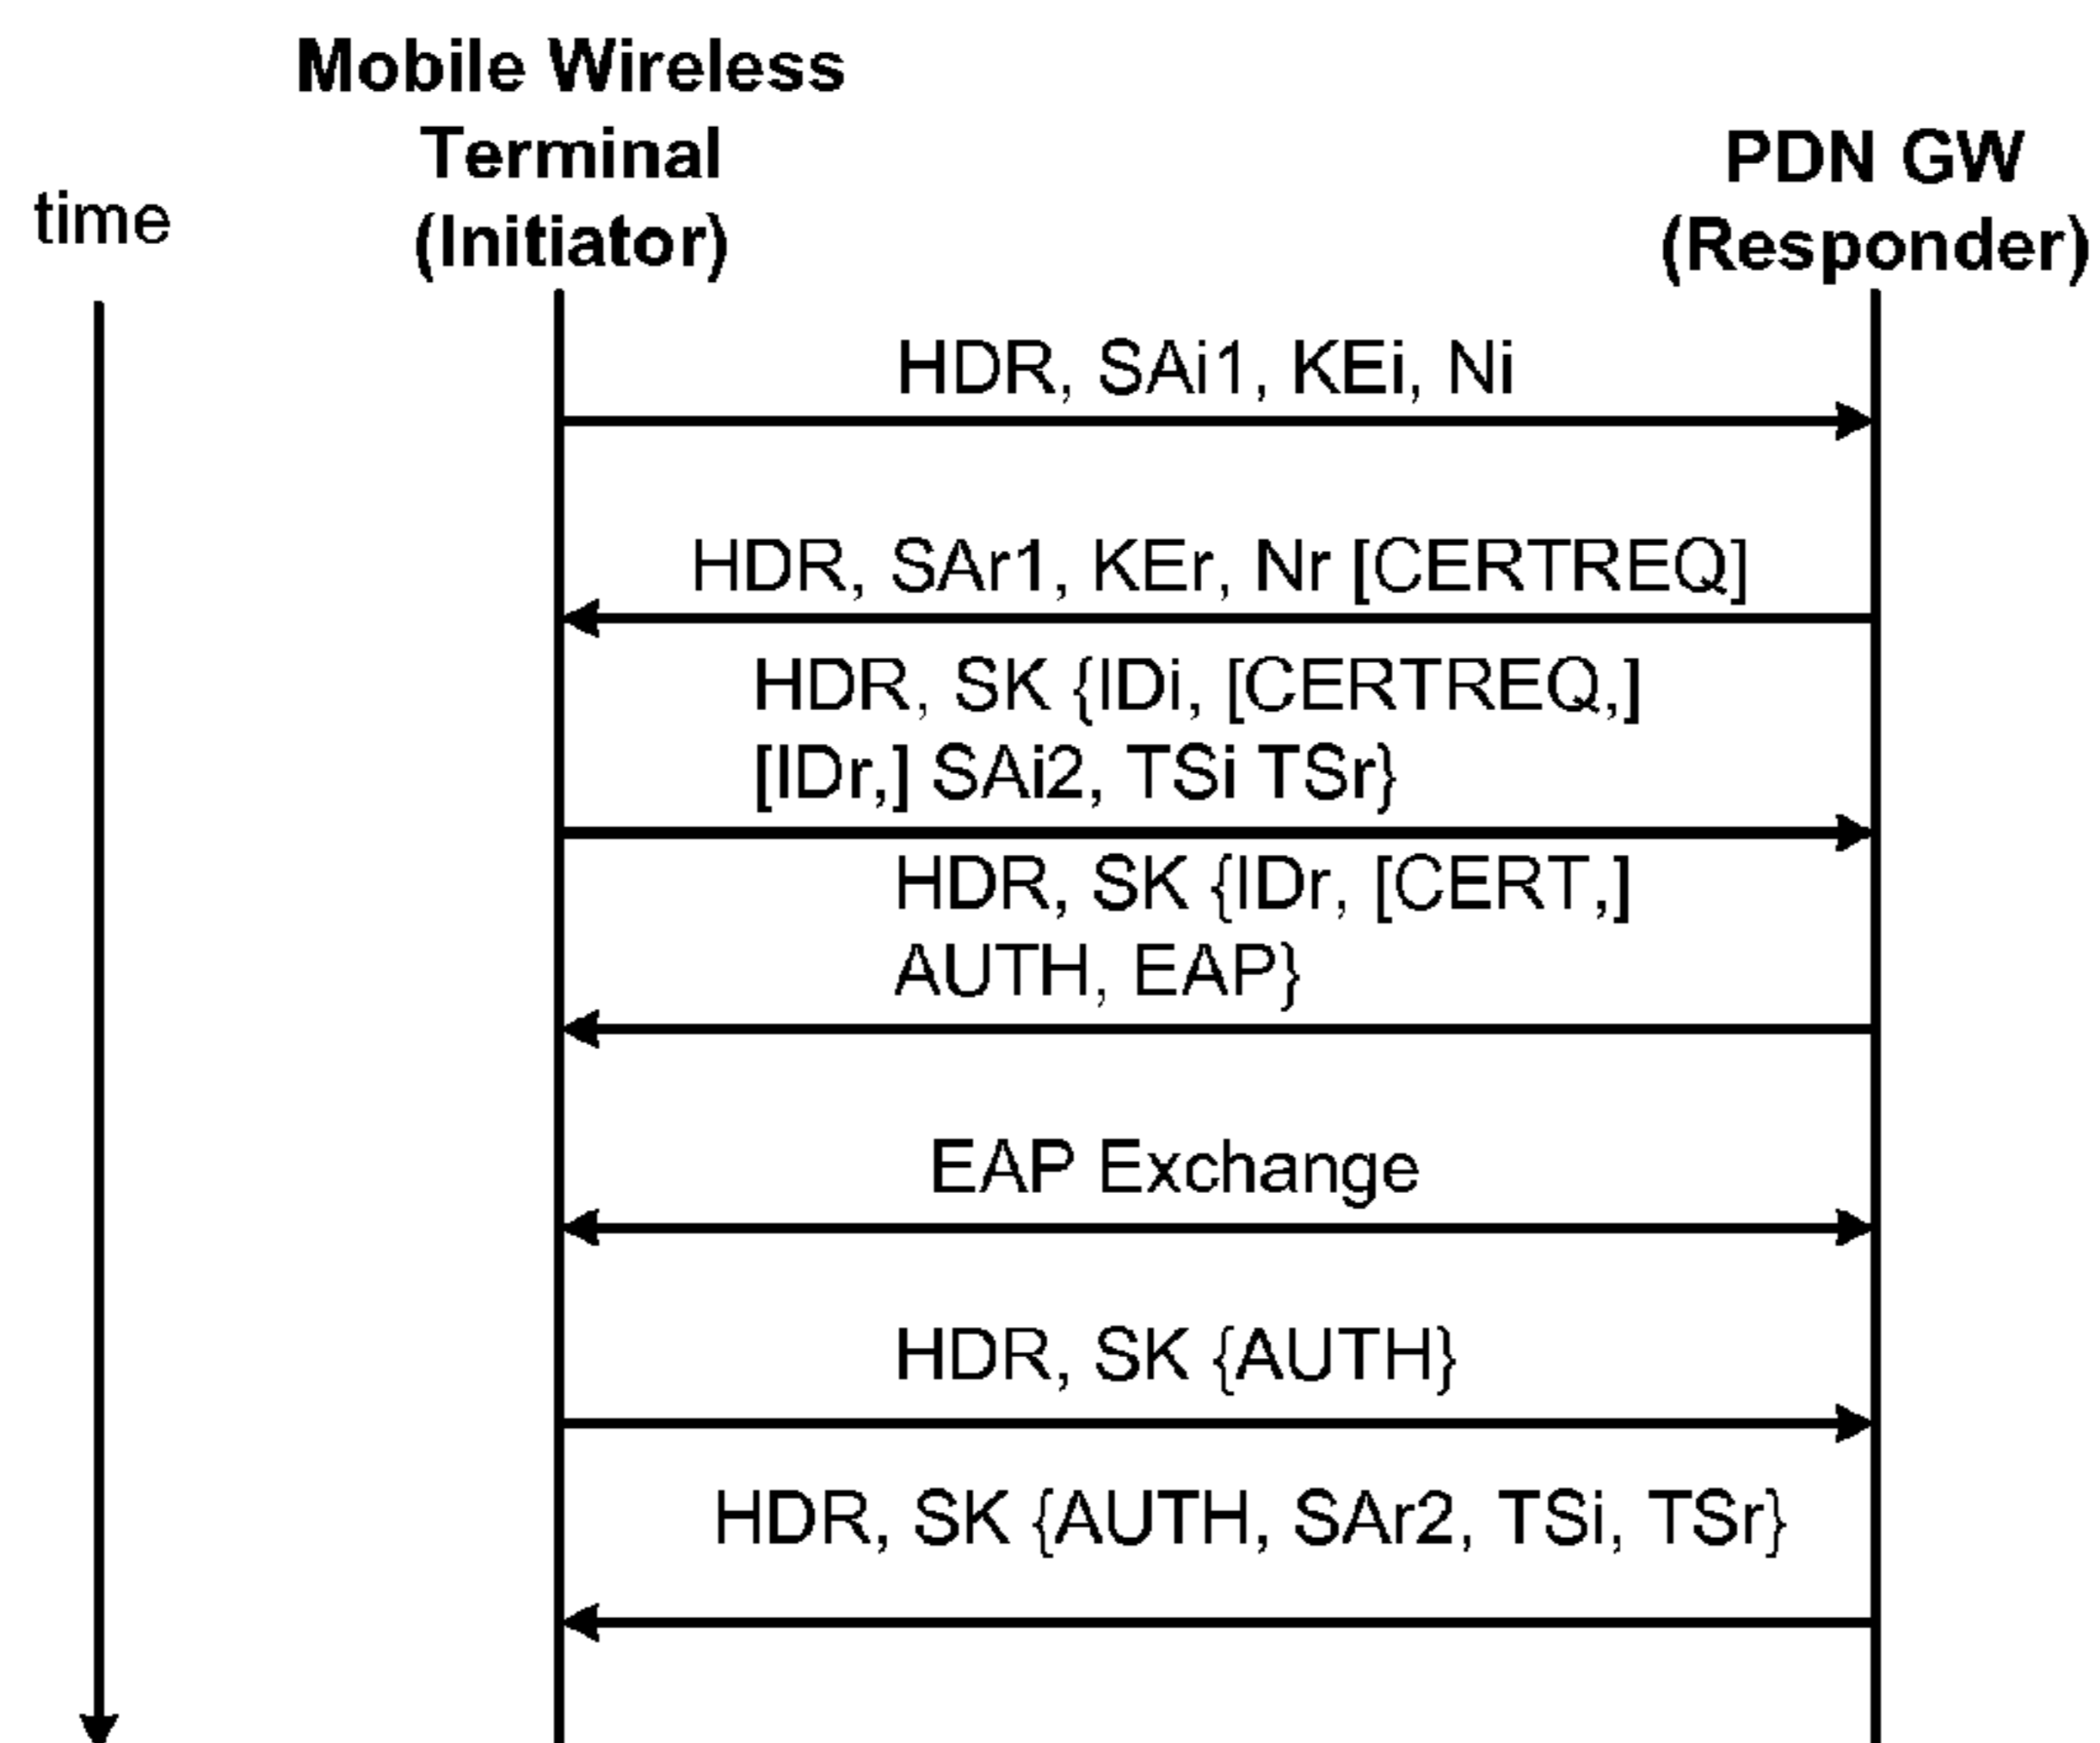 Mobile Wireless
Terminal
(Initiator)
PDN GW
(Responder)
time
HDR, SAi1, KEi, Ni
HDR, SAr1, KEr, Nr [CERTREQ]
HDR, SK {IDi, [CERTREQ,]
[IDr,] SAi2, TSi TSr}
HDR, SK {IDr, [CERT,]
AUTH, EAP}
EAP Exchange
HDR, SK {AUTH}
HDR, SK {AUTH, SAr2, TSi, TSr}